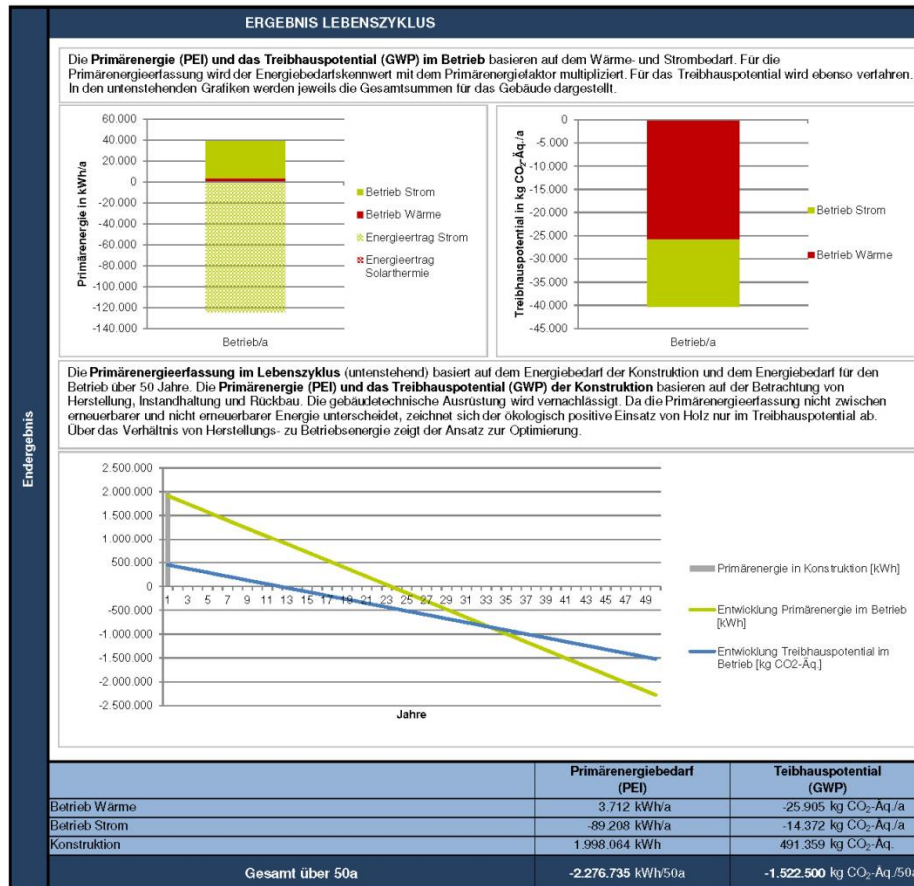 ERGEBNIS LEBENSZYKLUS
Die Primärenergie (PEI) und das Treibhauspotential (GWP) im Betrieb basieren auf dem Wärme- und Strombedarf. Für die
Primärenergieerfassung wird der Energiebedarfskennwert mit dem Primärenergiefaktor multipliziert. Für das Treibhauspotential wird ebenso verfahren.
In den untenstehenden Grafiken werden jeweils die Gesamtsummen für das Gebäude dargestellt.
Primärenergie in kWh/a
60.000
40.000
20.000
0
-20.000
-40.000
-60.000
-80.000
-100.000
-120.000
-140.000
Betrieb/a
Betrieb Strom
Betrieb Wärme
Energieertrag Strom
Energieertrag
Solarthermie
Treibhauspotential in kg CO₂-Äq./a
0
-5.000
-10.000
-15.000
-20.000
-25.000
-30.000
-35.000
-40.000
-45.000
Betrieb/a
Betrieb Strom
Betrieb Wärme
Endergebnis
Die Primärenergieerfassung im Lebenszyklus (untenstehend) basiert auf dem Energiebedarf der Konstruktion und dem Energiebedarf für den
Betrieb über 50 Jahre. Die Primärenergie (PEI) und das Treibhauspotential (GWP) der Konstruktion basieren auf der Betrachtung von
Herstellung, Instandhaltung und Rückbau. Die gebäudetechnische Ausrüstung wird vernachlässigt. Da die Primärenergieerfassung nicht zwischen
erneuerbarer und nicht erneuerbarer Energie unterscheidet, zeichnet sich der ökologisch positive Einsatz von Holz nur im Treibhauspotential ab.
Über das Verhältnis von Herstellungs- zu Betriebsenergie zeigt der Ansatz zur Optimierung.
2.500.000
2.000.000
1.500.000
1.000.000
500.000
0
-500.000
-1.000.000
-1.500.000
-2.000.000
-2.500.000
1 3 5 7 9 11 13 15 17 19 21 23 25 27 29 31 33 35 37 39 41 43 45 47 49
Jahre
Primärenergie in Konstruktion [kWh]
Entwicklung Primärenergie im Betrieb
[kWh]
Entwicklung Treibhauspotential im
Betrieb [kg CO2-Äq.]
Primärenergiebedarf Teibhauspotential
(PEI) (GWP)
Betrieb Wärme 3.712 kWh/a -25.905 kg CO₂-Äq./a
Betrieb Strom -89.208 kWh/a -14.372 kg CO₂-Äq./a
Konstruktion 1.998.064 kWh 491.359 kg CO₂-Äq.
Gesamt über 50a -2.276.735 kWh/50a -1.522.500 kg CO₂-Äq./50a